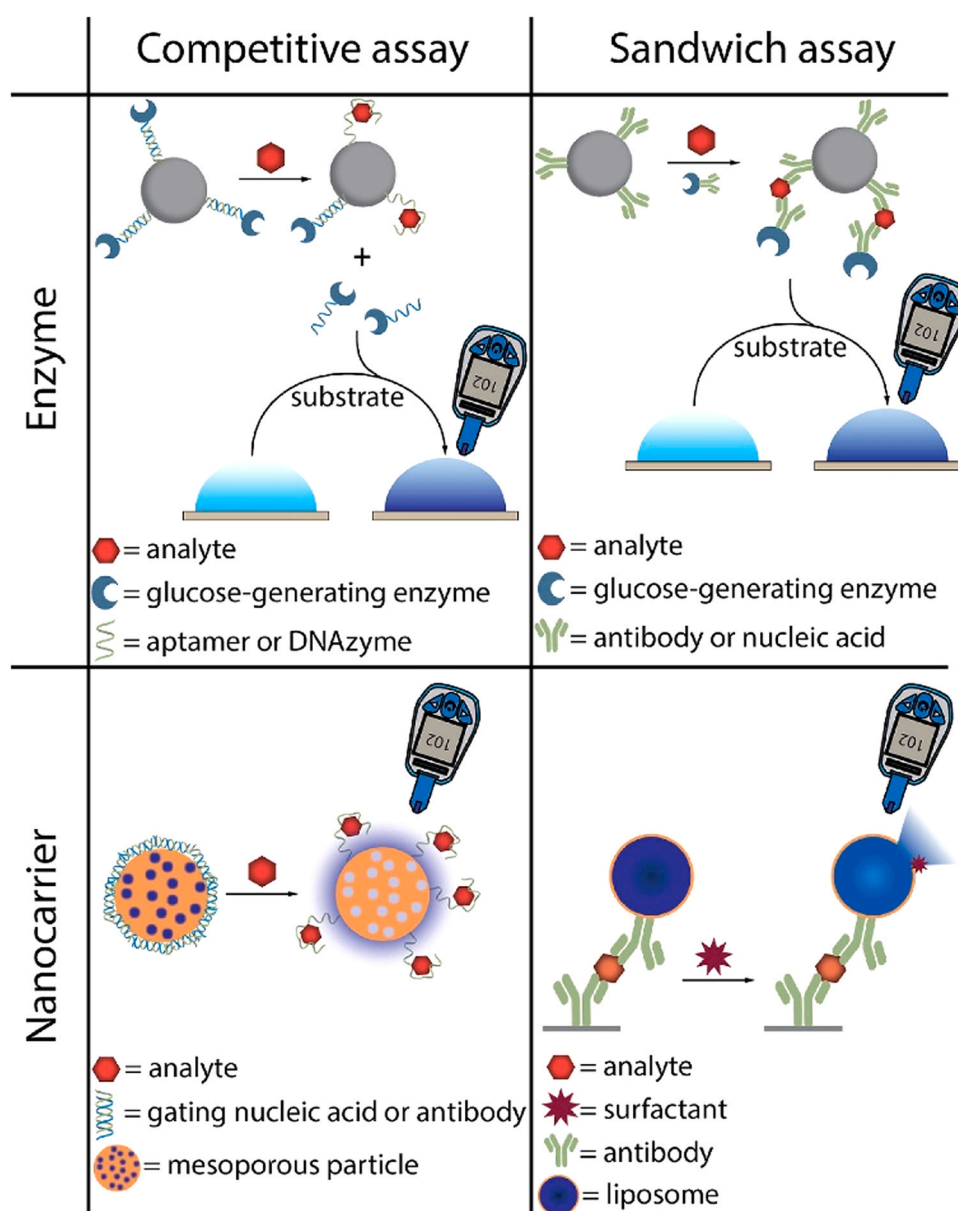 Competitive assay
Sandwich assay
Enzyme
+
substrate
102
= analyte
= glucose-generating enzyme
= aptamer or DNAzyme
substrate
102
= analyte
= glucose-generating enzyme
= antibody or nucleic acid
Nanocarrier
102
= analyte
= gating nucleic acid or antibody
= mesoporous particle
102
= analyte
= surfactant
= antibody
= liposome